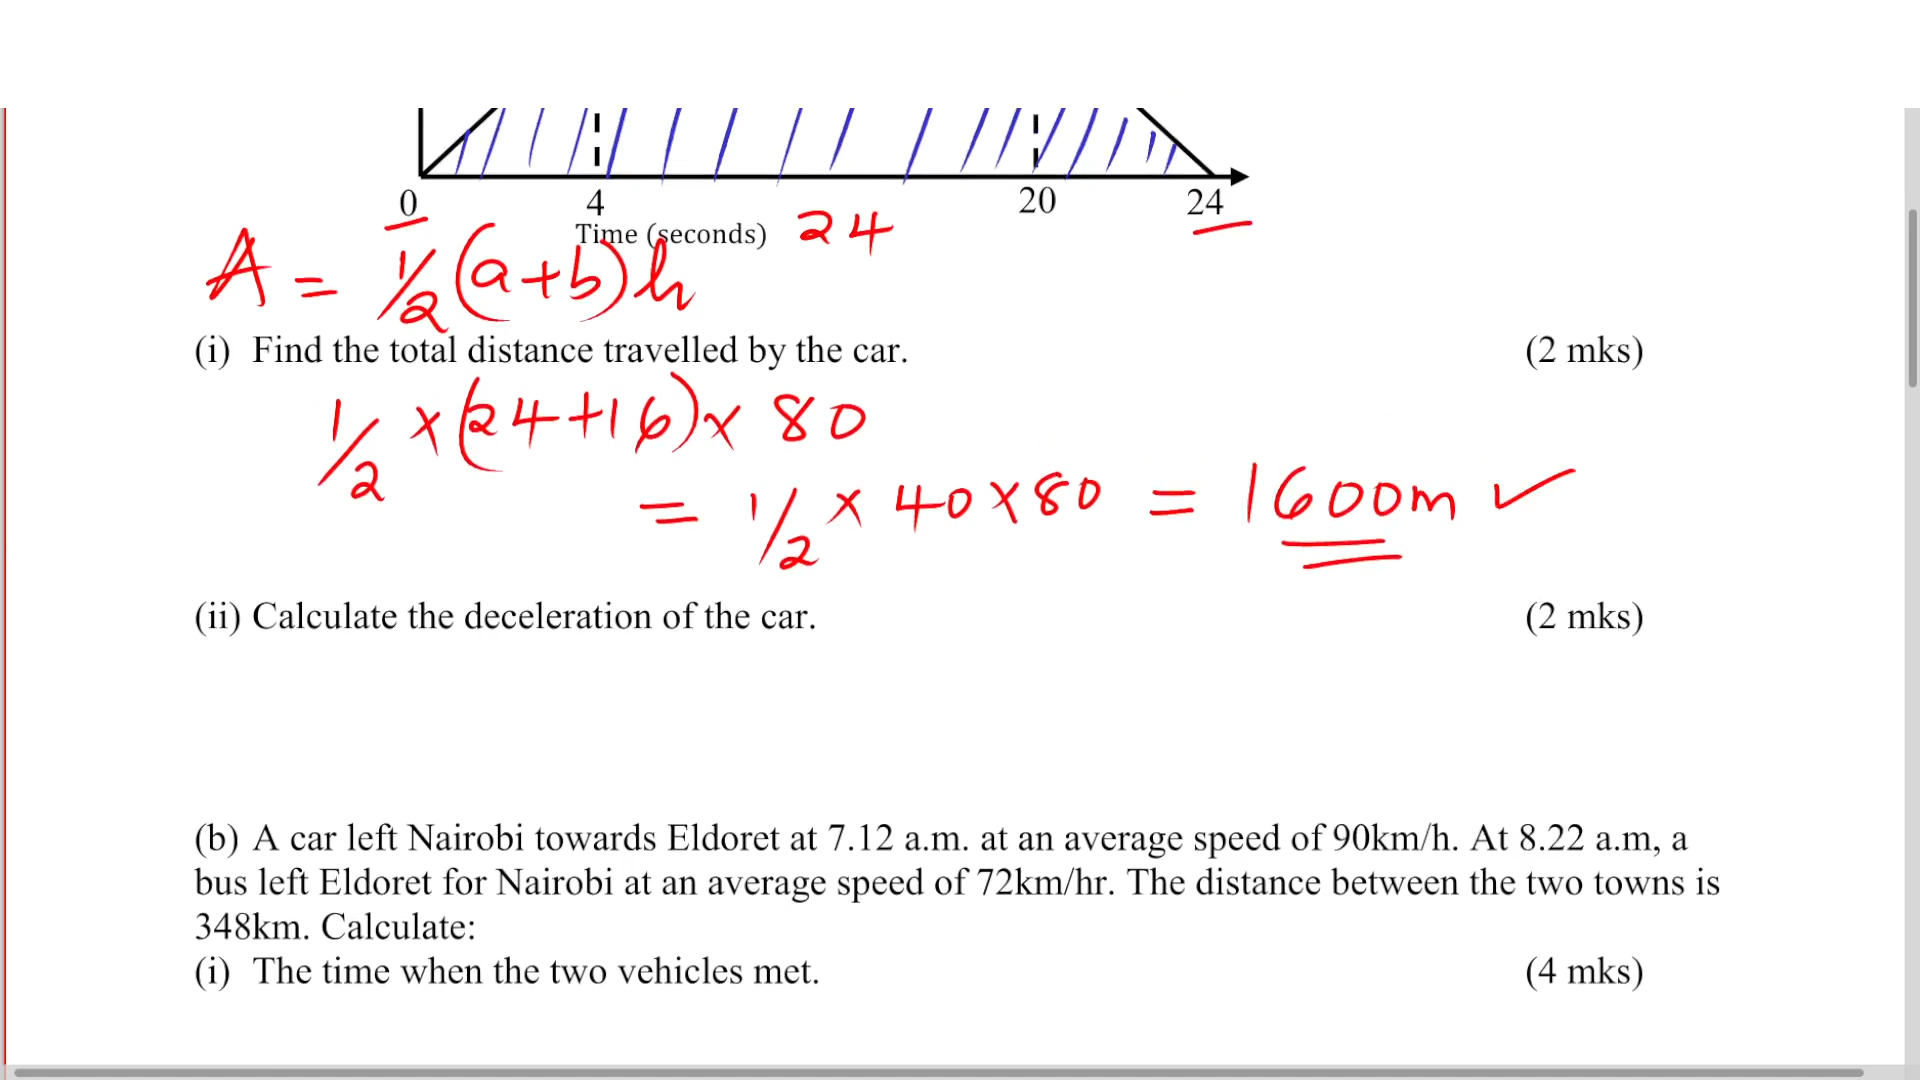 0 4 20 24
Time (seconds) 24
A = 1/2 (a+b) h
(i) Find the total distance travelled by the car. (2 mks)
1/2 × (24+16) × 80
= 1/2 × 40 × 80 = 1600m ✓
(ii) Calculate the deceleration of the car. (2 mks)
(b) A car left Nairobi towards Eldoret at 7.12 a.m. at an average speed of 90km/h. At 8.22 a.m, a
bus left Eldoret for Nairobi at an average speed of 72km/hr. The distance between the two towns is
348km. Calculate:
(i) The time when the two vehicles met. (4 mks)